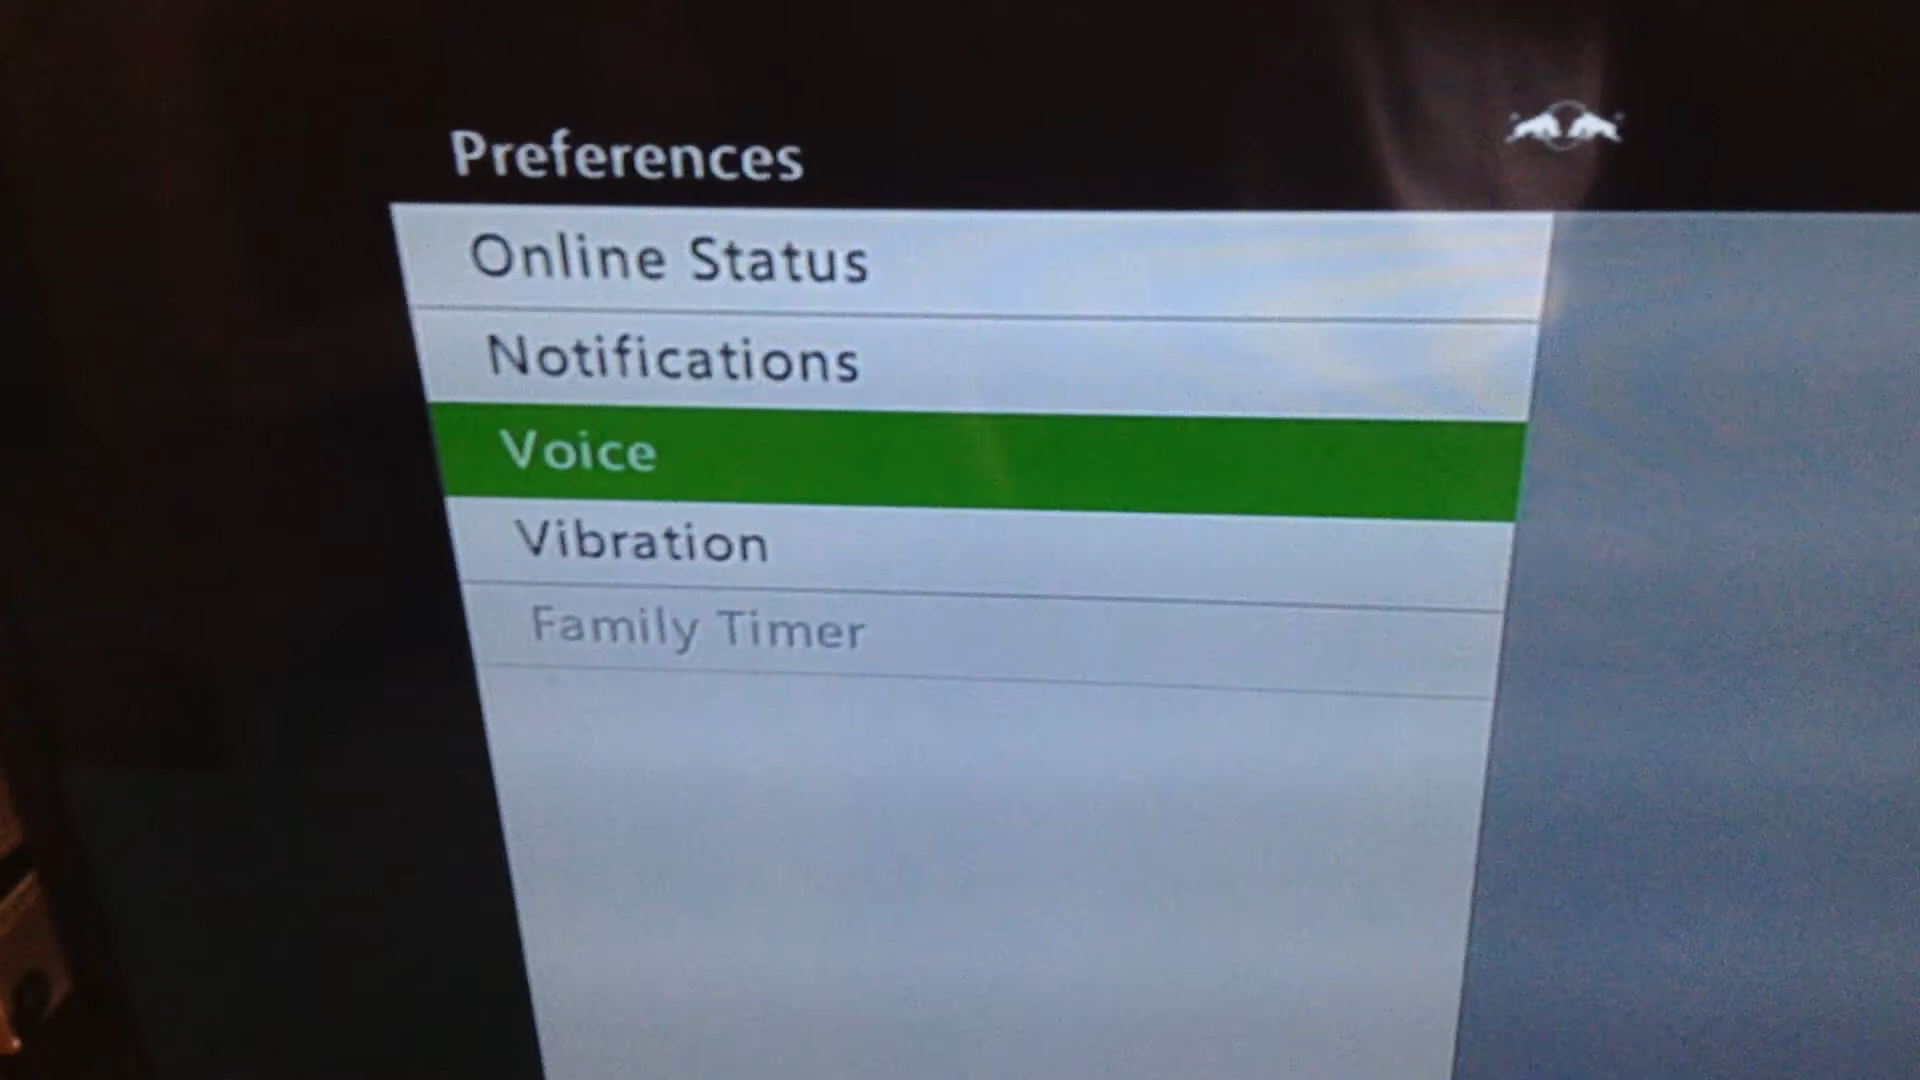 Preferences
Online Status
Notifications
Voice
Vibration
Family Timer